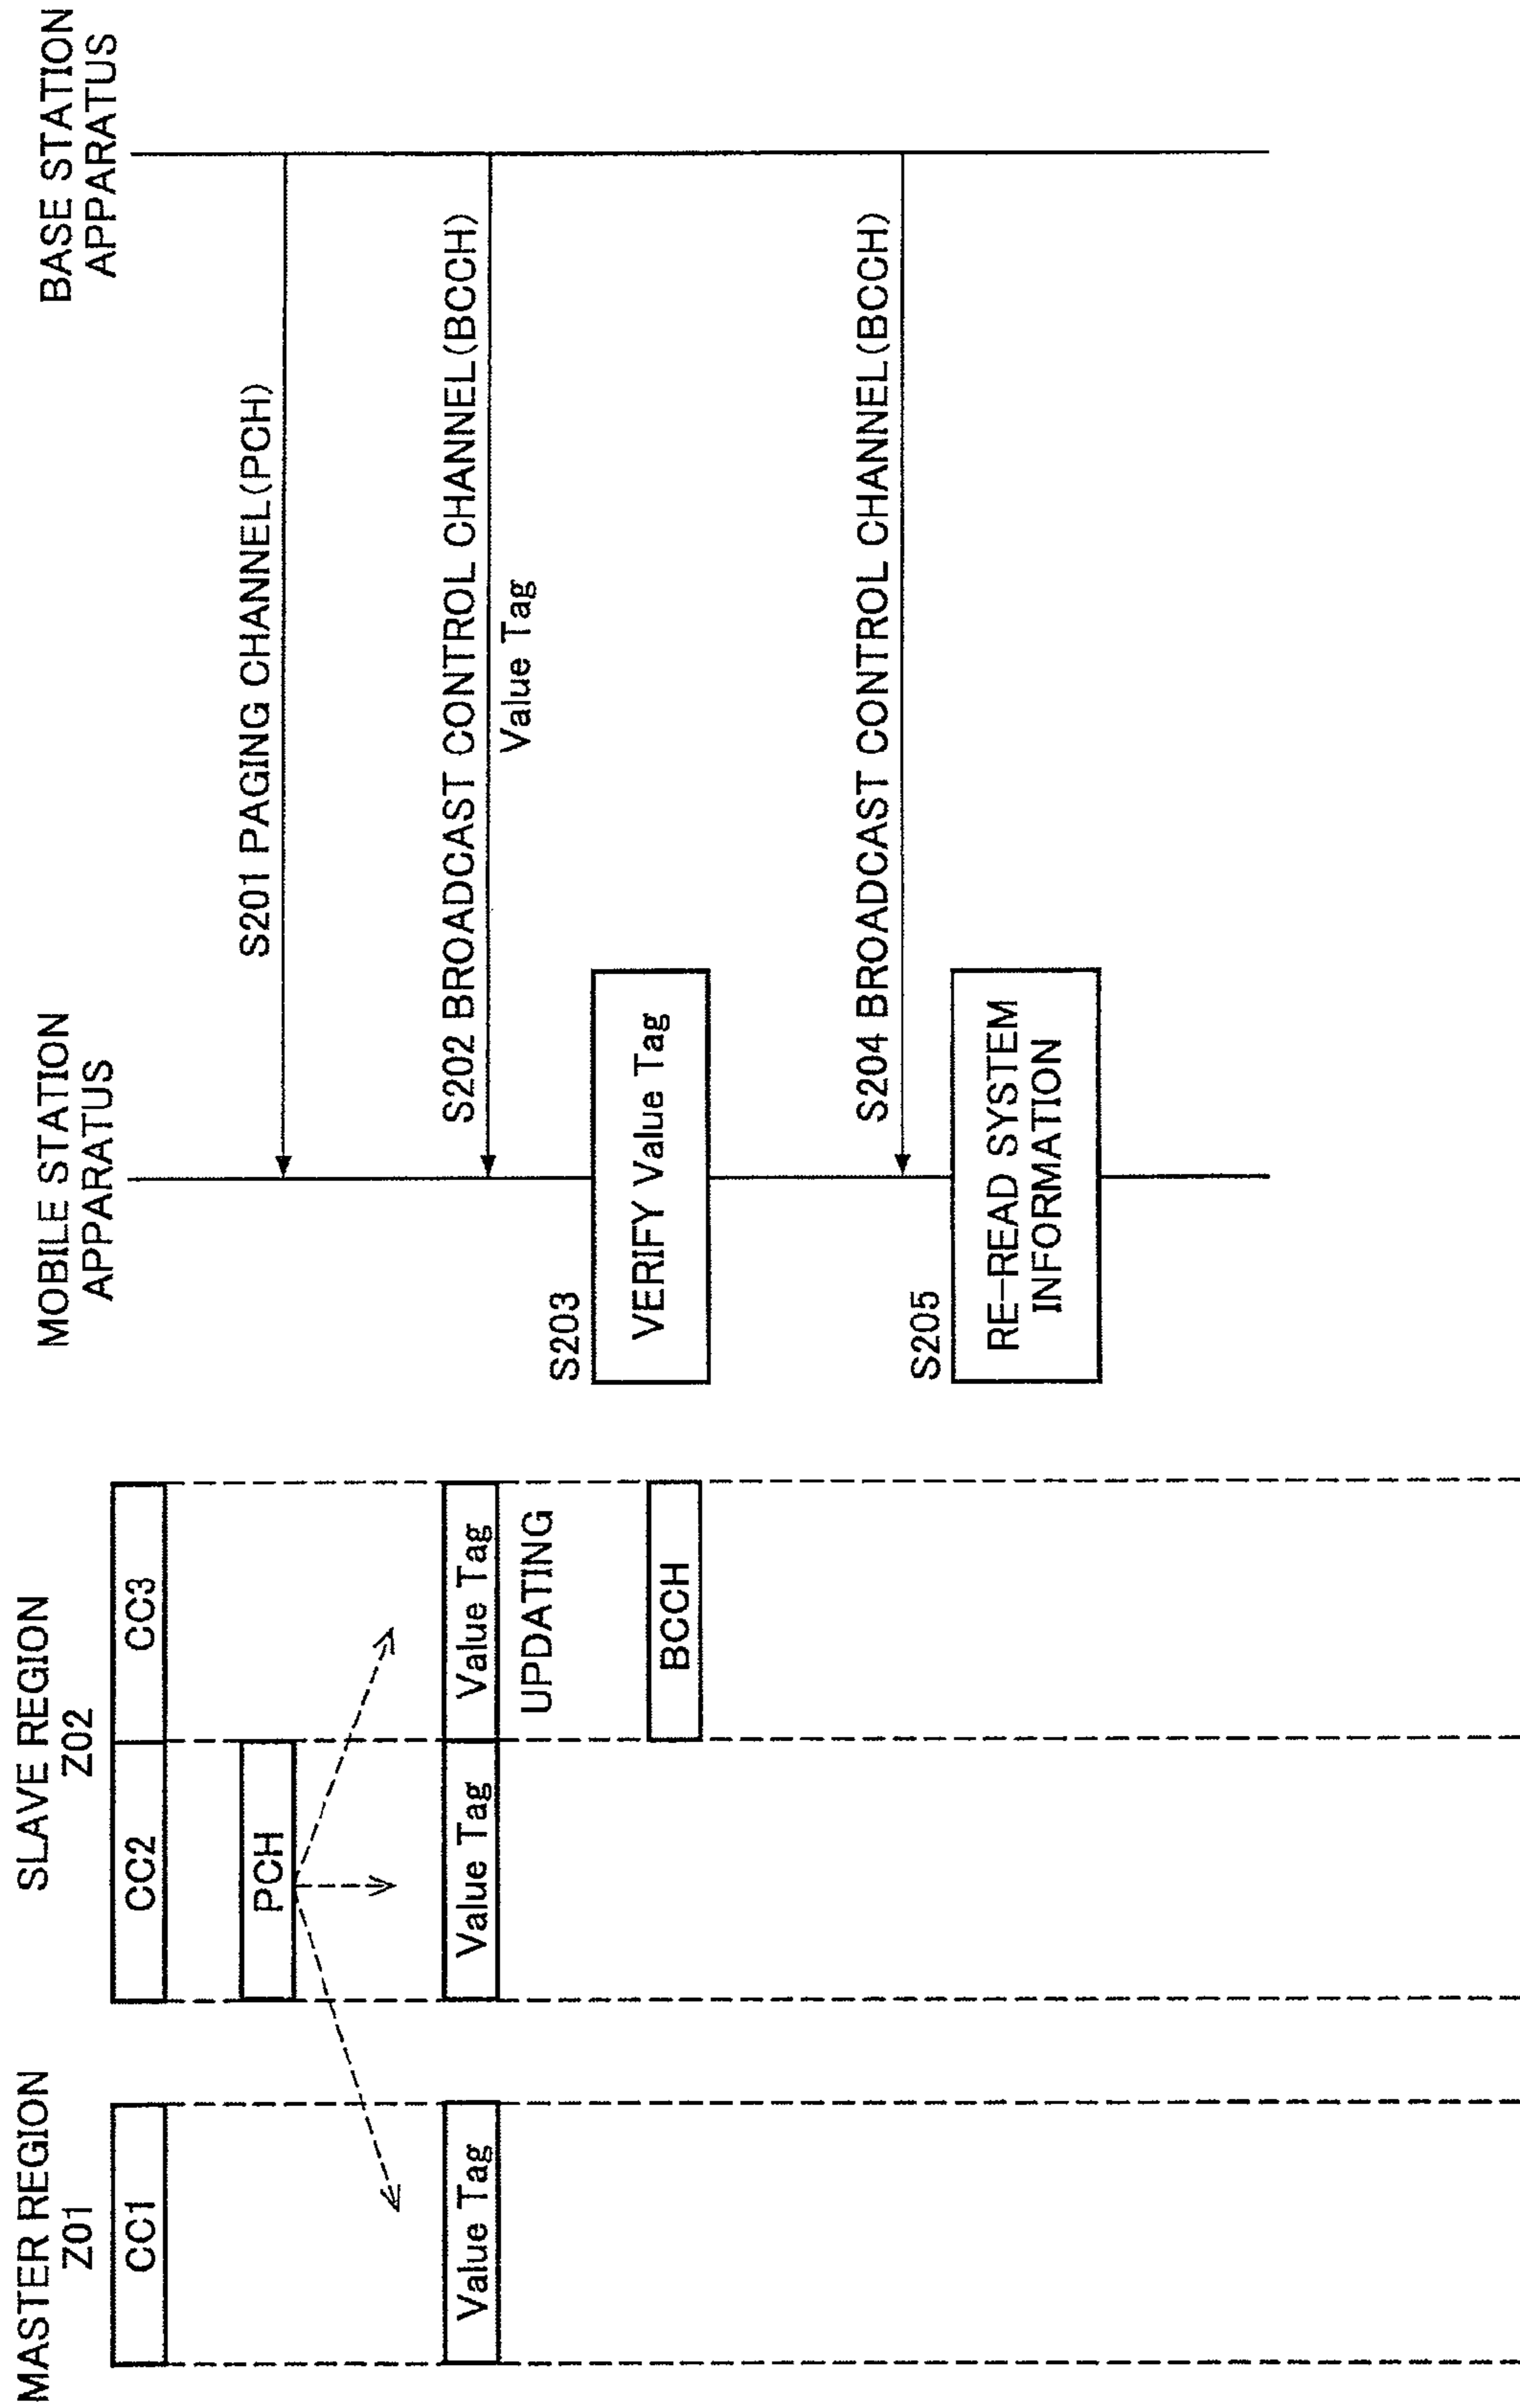 MASTER REGION
Z01
SLAVE REGION
Z02
CC1
CC2
CC3
PCH
Value Tag
Value Tag
Value Tag
UPDATING
BCCH
MOBILE STATION
APPARATUS
BASE STATION
APPARATUS
S201 PAGING CHANNEL(PCH)
S202 BROADCAST CONTROL CHANNEL(BCCH)
Value Tag
S203
VERIFY Value Tag
S204 BROADCAST CONTROL CHANNEL(BCCH)
S205
RE-READ SYSTEM
INFORMATION